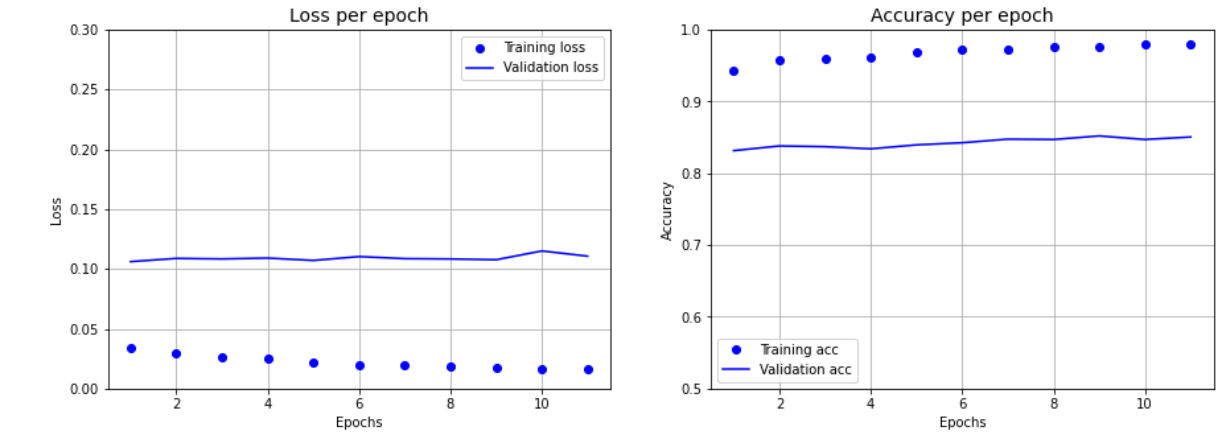 Loss per epoch
0.30
0.25
0.20
0.15
0.10
0.05
0.00
Loss
Training loss
Validation loss
2 4 6 8 10
Epochs
Accuracy per epoch
1.0
0.9
0.8
0.7
0.6
0.5
Accuracy
Training acc
Validation acc
2 4 6 8 10
Epochs